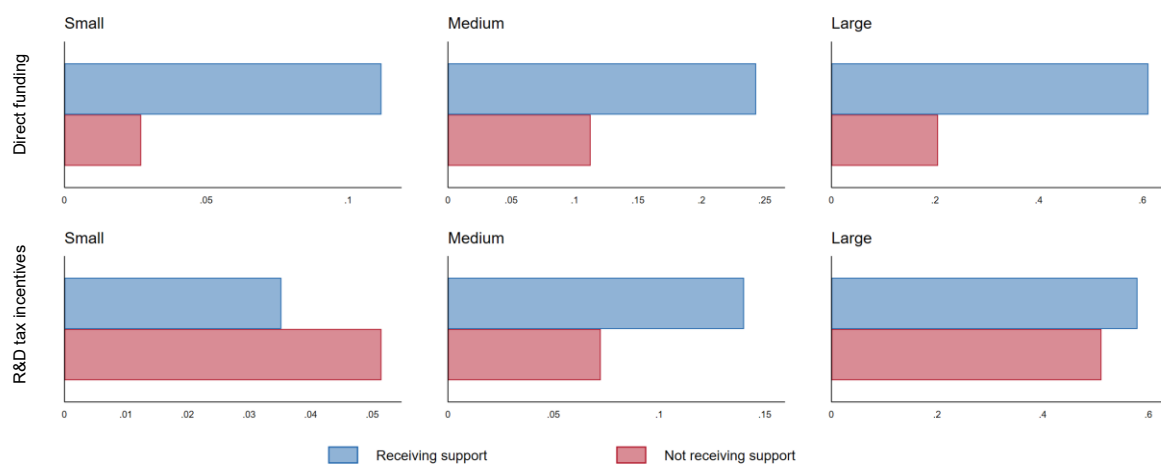 Small
Medium
Large
Direct funding
0 .05 .1
0 .05 .1 .15 .2 .25
0 .2 .4 .6
Small
Medium
Large
R&D tax incentives
0 .01 .02 .03 .04 .05
0 .05 .1 .15
0 .2 .4 .6
Receiving support
Not receiving support